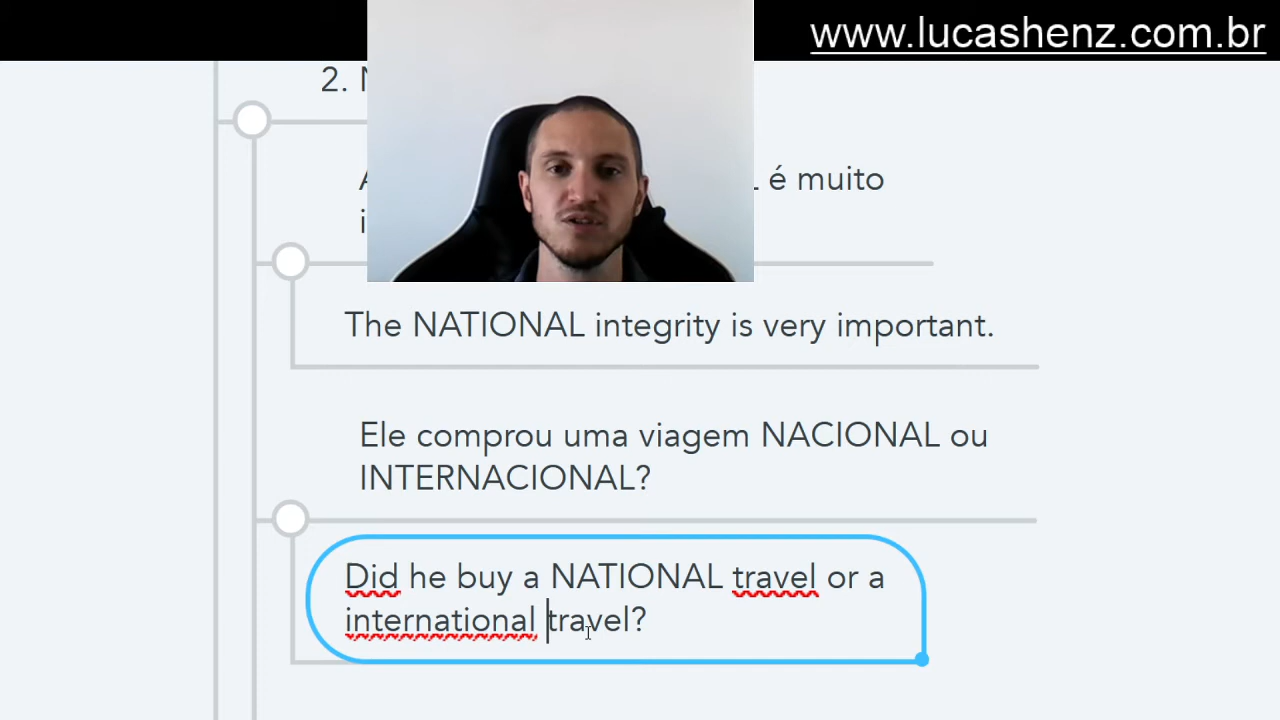 www.lucashenz.com.br
2.
é muito
The NATIONAL integrity is very important.
Ele comprou uma viagem NACIONAL ou
INTERNACIONAL?
Did he buy a NATIONAL travel or a
international travel?